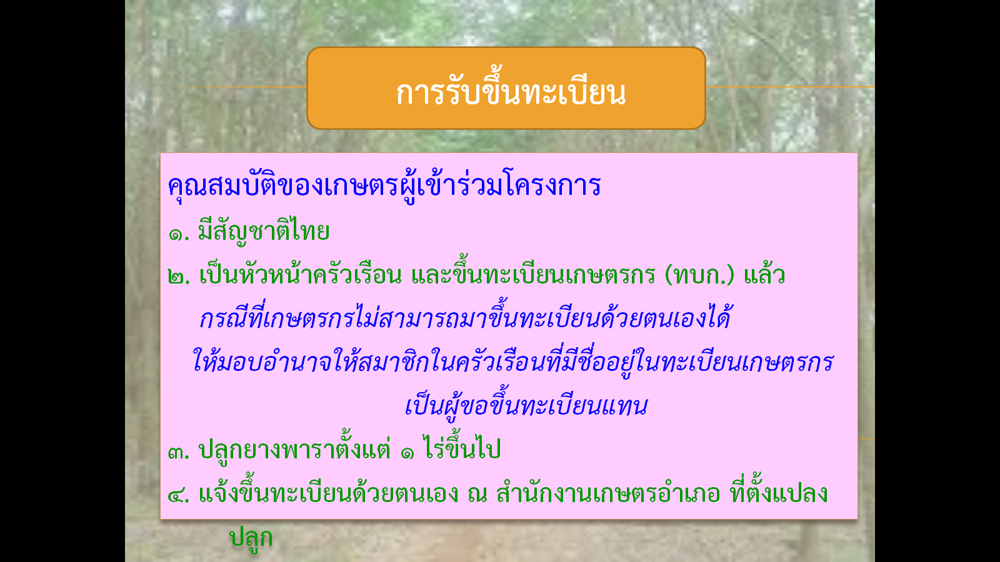 การรับขึ้นทะเบียน
คุณสมบัติของเกษตรผู้เข้าร่วมโครงการ
๑. มีสัญชาติไทย
๒. เป็นหัวหน้าครัวเรือน และขึ้นทะเบียนเกษตรกร (ทบก.) แล้ว
กรณีที่เกษตรกรไม่สามารถมาขึ้นทะเบียนด้วยตนเองได้
ให้มอบอำนาจให้สมาชิกในครัวเรือนที่มีชื่ออยู่ในทะเบียนเกษตรกร
เป็นผู้ขอขึ้นทะเบียนแทน
๓. ปลูกยางพาราตั้งแต่ ๑ ไร่ขึ้นไป
๔. แจ้งขึ้นทะเบียนด้วยตนเอง ณ สำนักงานเกษตรอำเภอ ที่ตั้งแปลง
ปลูก